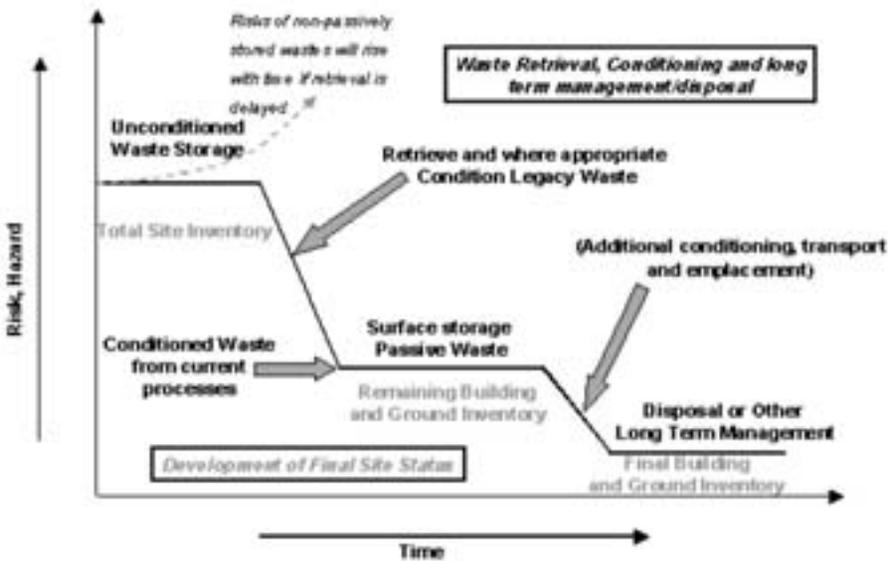 Risks of non-passively
stored wastes will rise
with time if retrieval is
delayed
Waste Retrieval, Conditioning and long
term management/disposal
Unconditioned
Waste Storage
Retrieve and where appropriate
Condition Legacy Waste
Total Site Inventory
(Additional conditioning, transport
and emplacement)
Risk, Hazard
Surface storage
Passive Waste
Conditioned Waste
from current
processes
Remaining Building
and Ground Inventory
Disposal or Other
Long Term Management
Development of Final Site Status
Final Building
and Ground Inventory
Time